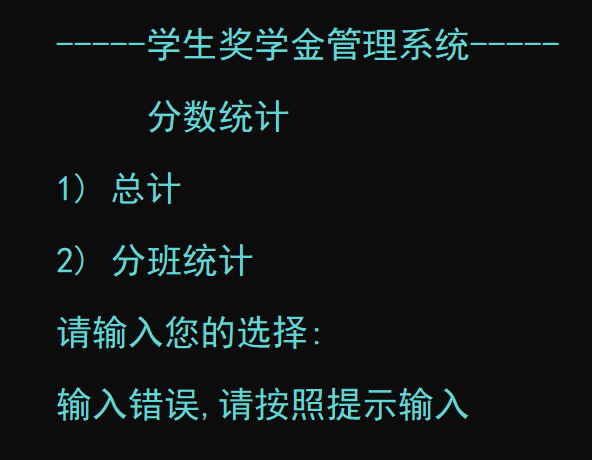 -----学生奖学金管理系统-----
分数统计
1) 总计
2) 分班统计
请输入您的选择:
输入错误,请按照提示输入